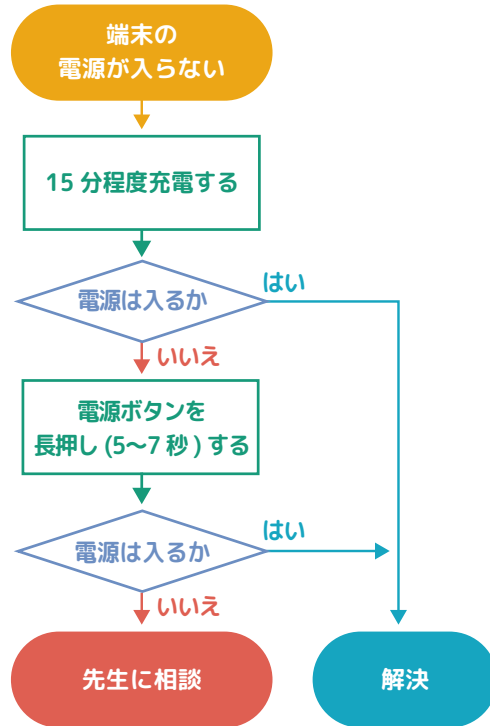 端末の
電源が入らない
15 分程度充電する
電源は入るか
はい
いいえ
電源ボタンを
長押し (5〜7 秒 ) する
電源は入るか
はい
いいえ
先生に相談
解決